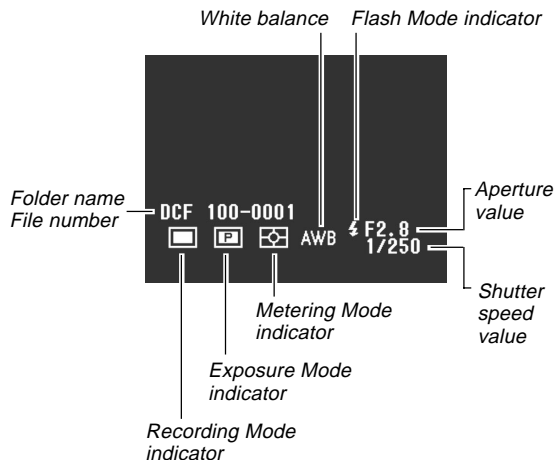 White balance
Flash Mode indicator
Folder name
File number
DCF 100-0001
P
AWB
F2.8
1/250
Aperture
value
Shutter
speed
value
Metering Mode
indicator
Exposure Mode
indicator
Recording Mode
indicator